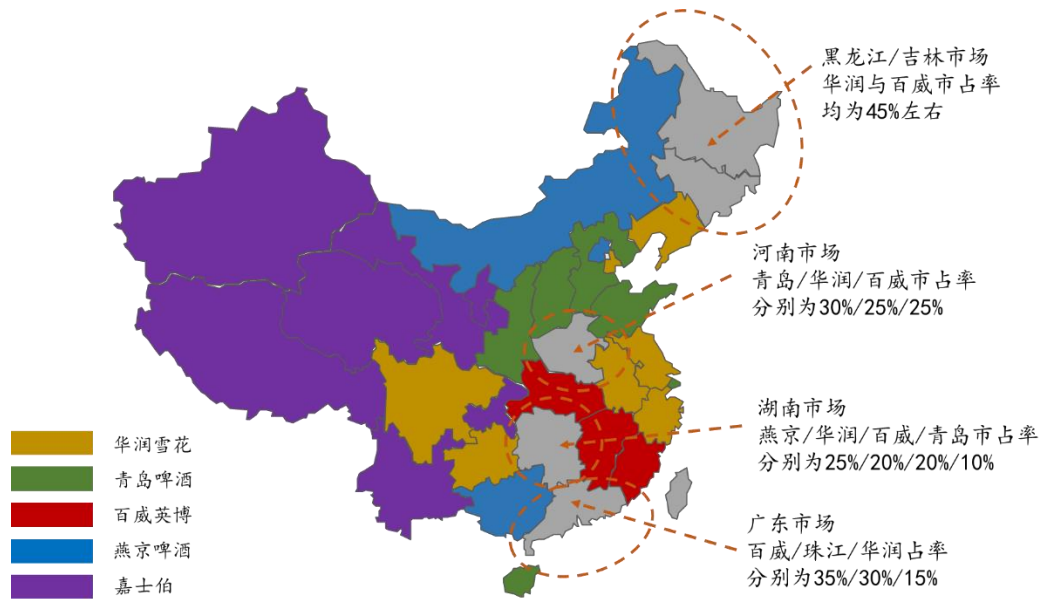 黑龙江/吉林市场
华润与百威市占率
均为45%左右
河南市场
青岛/华润/百威市占率
分别为30%/25%/25%
湖南市场
燕京/华润/百威/青岛市占率
分别为25%/20%/20%/10%
广东市场
百威/珠江/华润占率
分别为35%/30%/15%
华润雪花
青岛啤酒
百威英博
燕京啤酒
嘉士伯